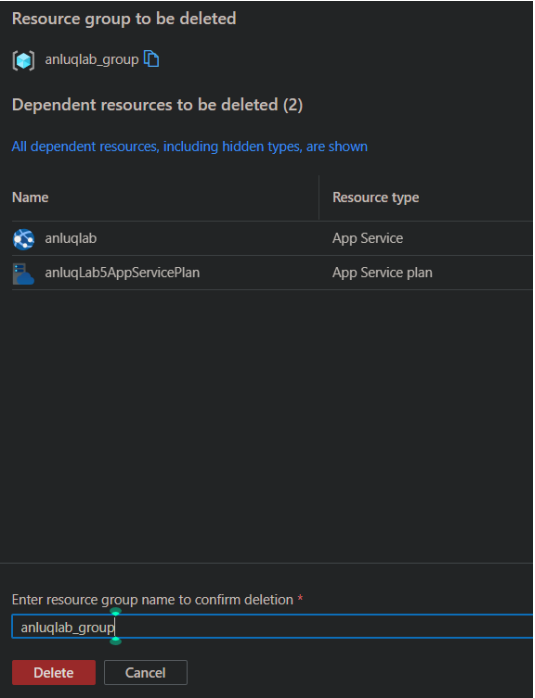 Resource group to be deleted
anluqlab_group
Dependent resources to be deleted (2)
All dependent resources, including hidden types, are shown
Name Resource type
anluqlab App Service
anluqLab5AppServicePlan App Service plan
Enter resource group name to confirm deletion *
anluqlab_group
Delete Cancel